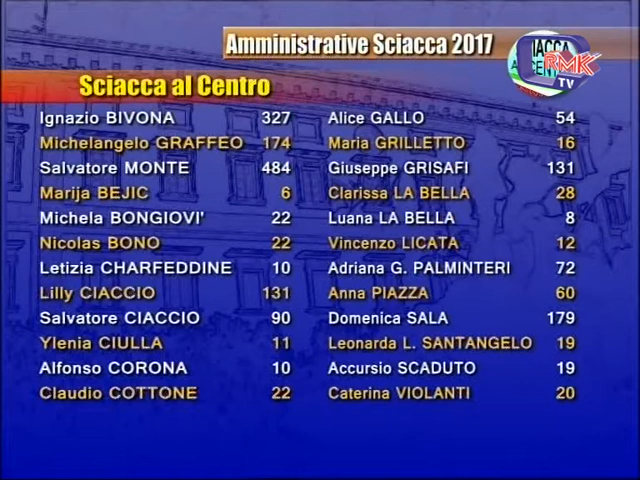 Amministrative Sciacca 2017
IACCA
RMK
TV
Sciacca al Centro
Ignazio BIVONA 327
Michelangelo GRAFFEO 174
Salvatore MONTE 484
Marija BEJIC 6
Michela BONGIOVI' 22
Nicolas BONO 22
Letizia CHARFEDDINE 10
Lilly CIACCIO 131
Salvatore CIACCIO 90
Ylenia CIULLA 11
Alfonso CORONA 10
Claudio COTTONE 22
Alice GALLO 54
Maria GRILLETTO 16
Giuseppe GRISAFI 131
Clarissa LA BELLA 28
Luana LA BELLA 8
Vincenzo LICATA 12
Adriana G. PALMINTERI 72
Anna PIAZZA 60
Domenica SALA 179
Leonarda L. SANTANGELO 19
Accursio SCADUTO 19
Caterina VIOLANTI 20